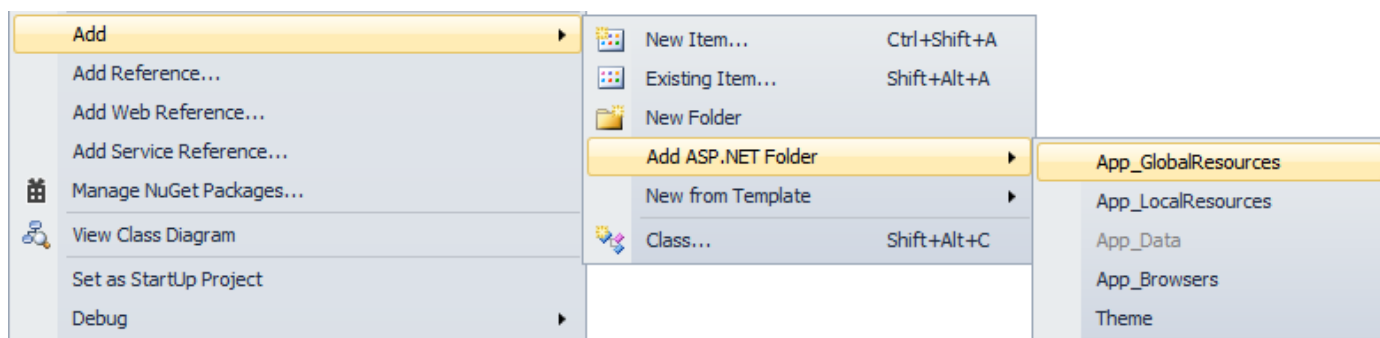 Add
Add Reference...
Add Web Reference...
Add Service Reference...
Manage NuGet Packages...
View Class Diagram
Set as StartUp Project
Debug
New Item... Ctrl+Shift+A
Existing Item... Shift+Alt+A
New Folder
Add ASP.NET Folder
New from Template
Class... Shift+Alt+C
App_GlobalResources
App_LocalResources
App_Data
App_Browsers
Theme